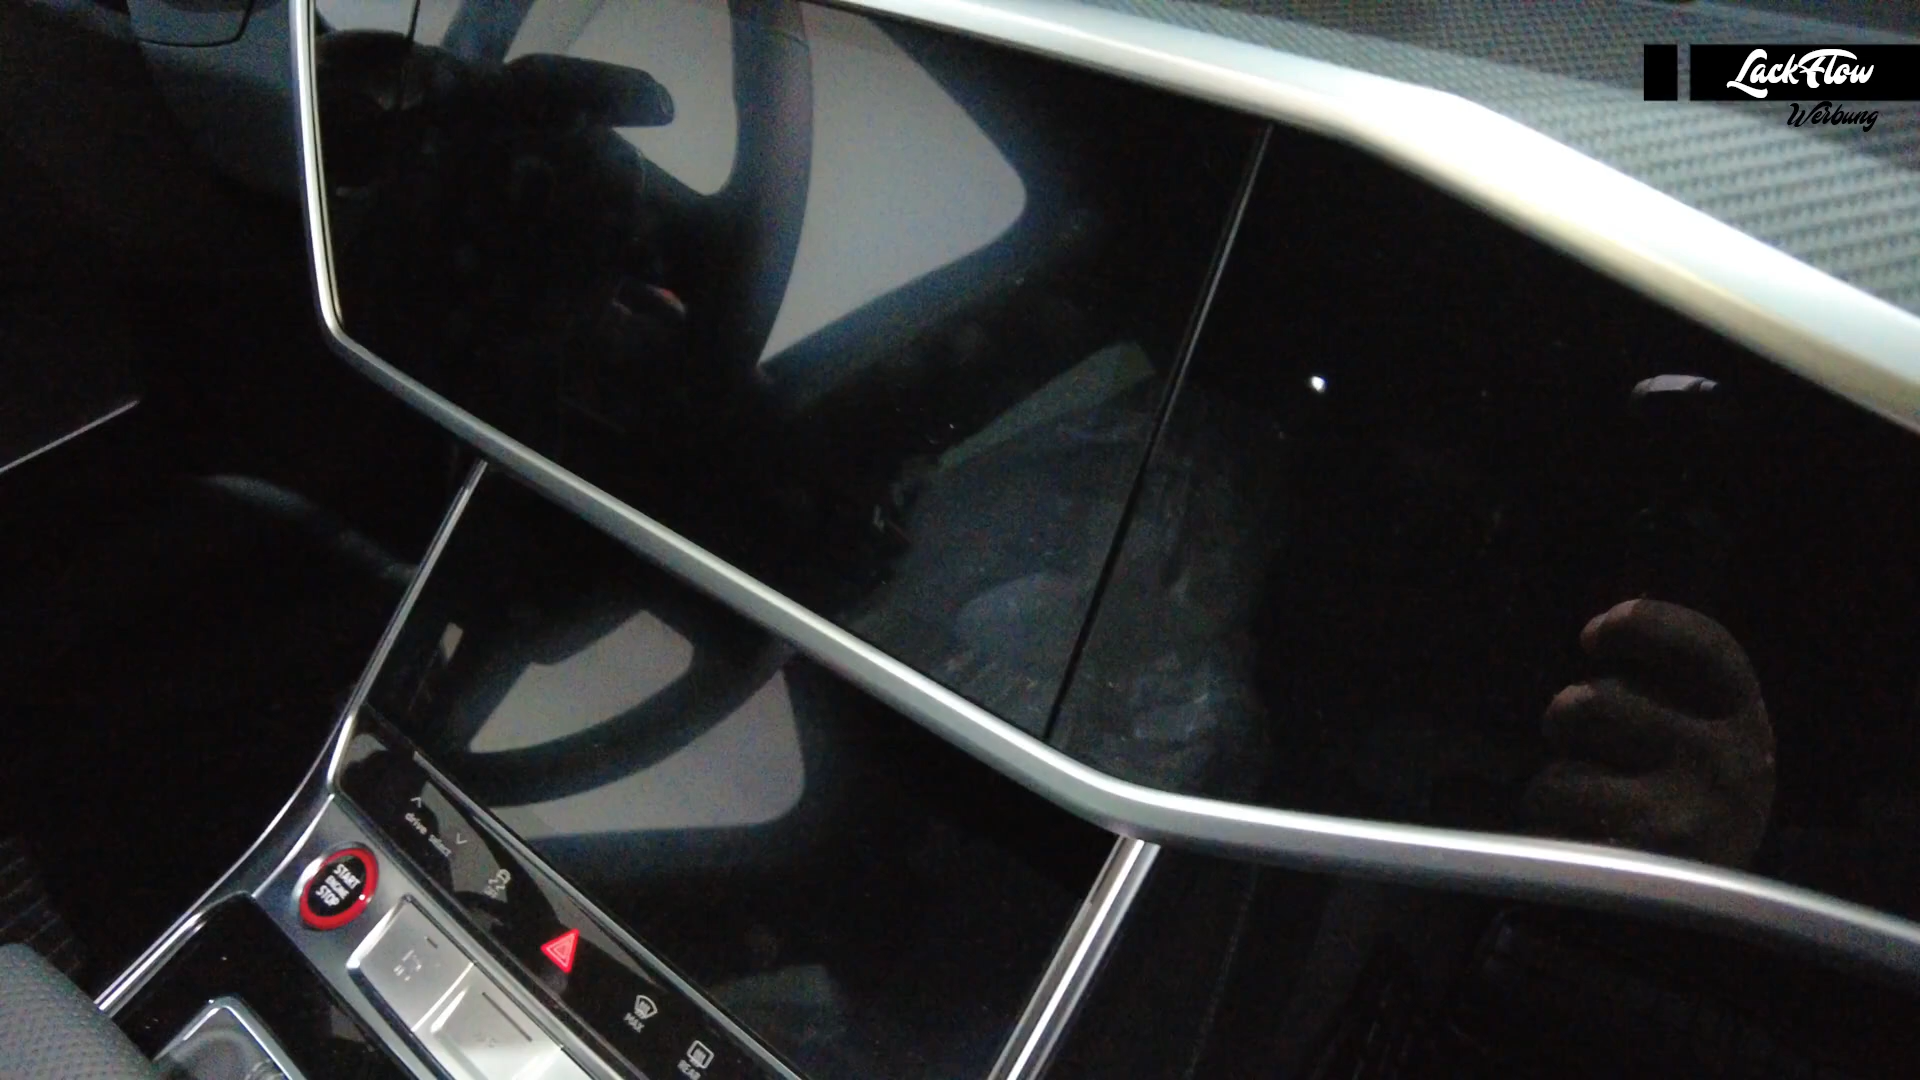 LackFlow
Werbung
drive select
START
ENGINE
STOP
MAX
REAR